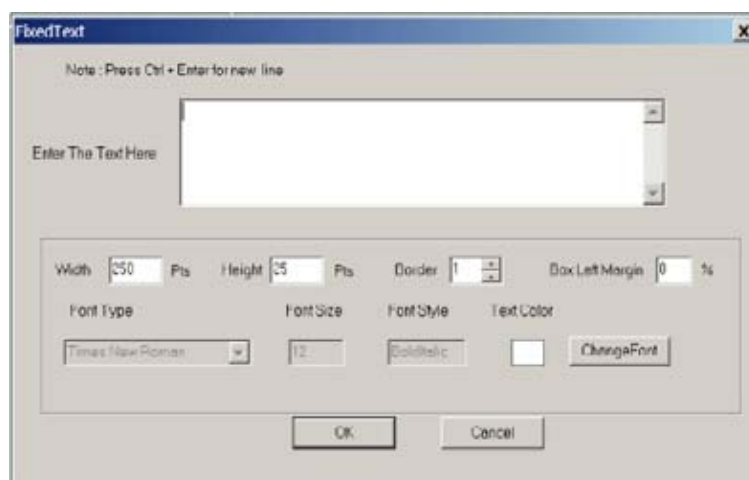 FixedText
Note : Press Ctrl + Enter for new line
Enter The Text Here
Width 250 Pts Height 25 Pts Border 1 Box Left Margin 0 %
Font Type Font Size Font Style Text Color
Times New Roman 12 BoldItalic ChangeFont
OK Cancel